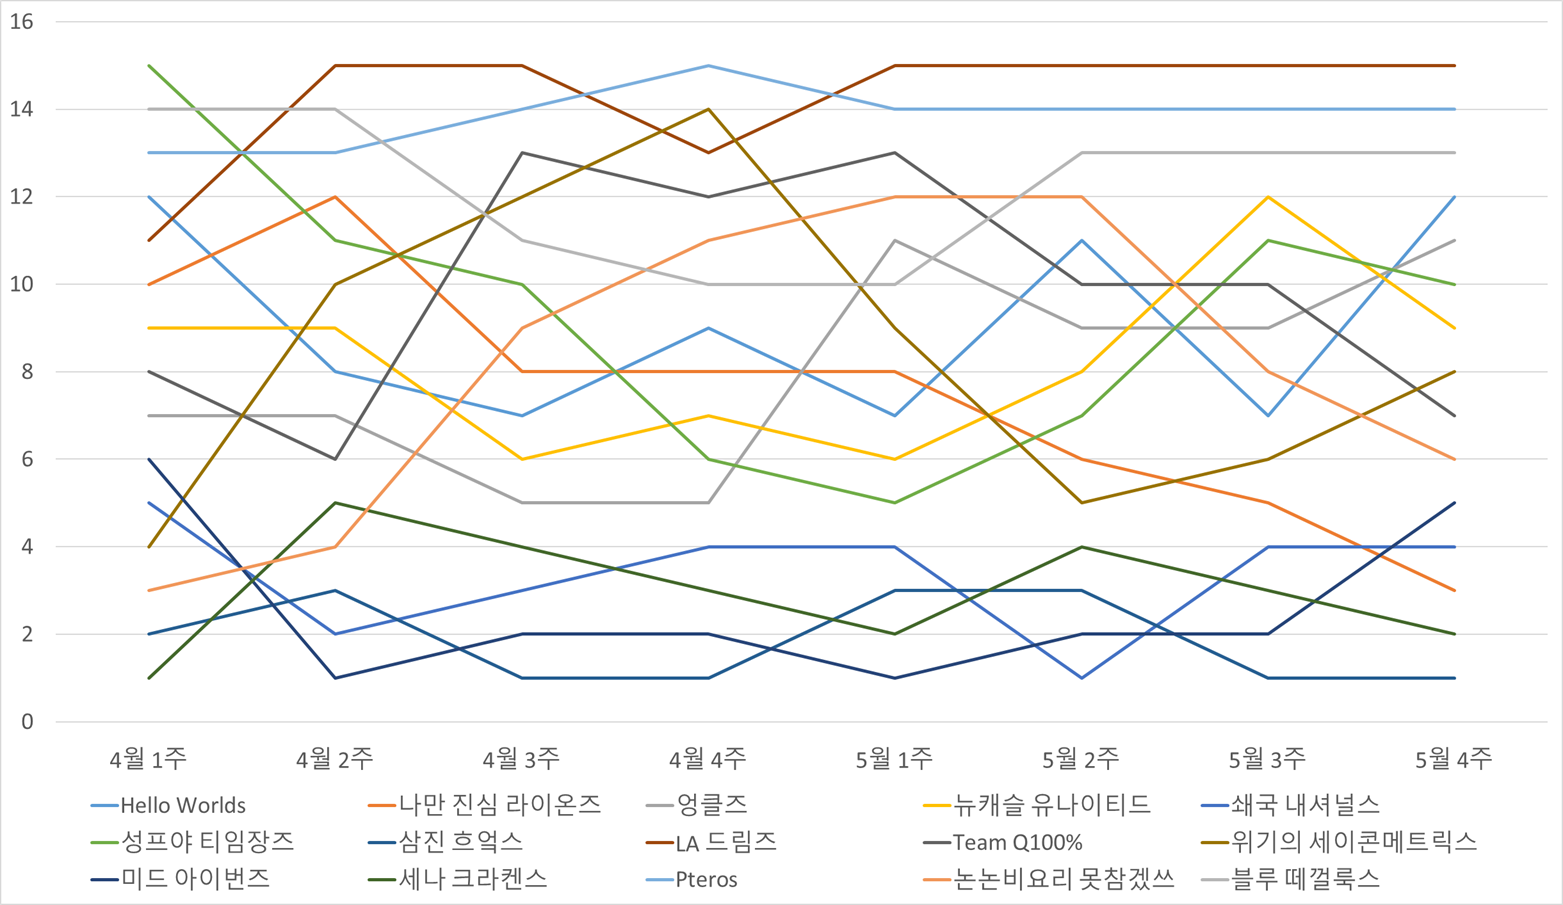 16
14
12
10
8
6
4
2
0
4월 1주 4월 2주 4월 3주 4월 4주 5월 1주 5월 2주 5월 3주 5월 4주
Hello Worlds 나만 진심 라이온즈 엉클즈 뉴캐슬 유나이티드 쇄국 내셔널스
성프야 티임장즈 삼진 흐엌스 LA 드림즈 Team Q100% 위기의 세이콘메트릭스
미드 아이번즈 세나 크라켄스 Pteros 논논비요리 못참겠쓰 블루 떼껄룩스